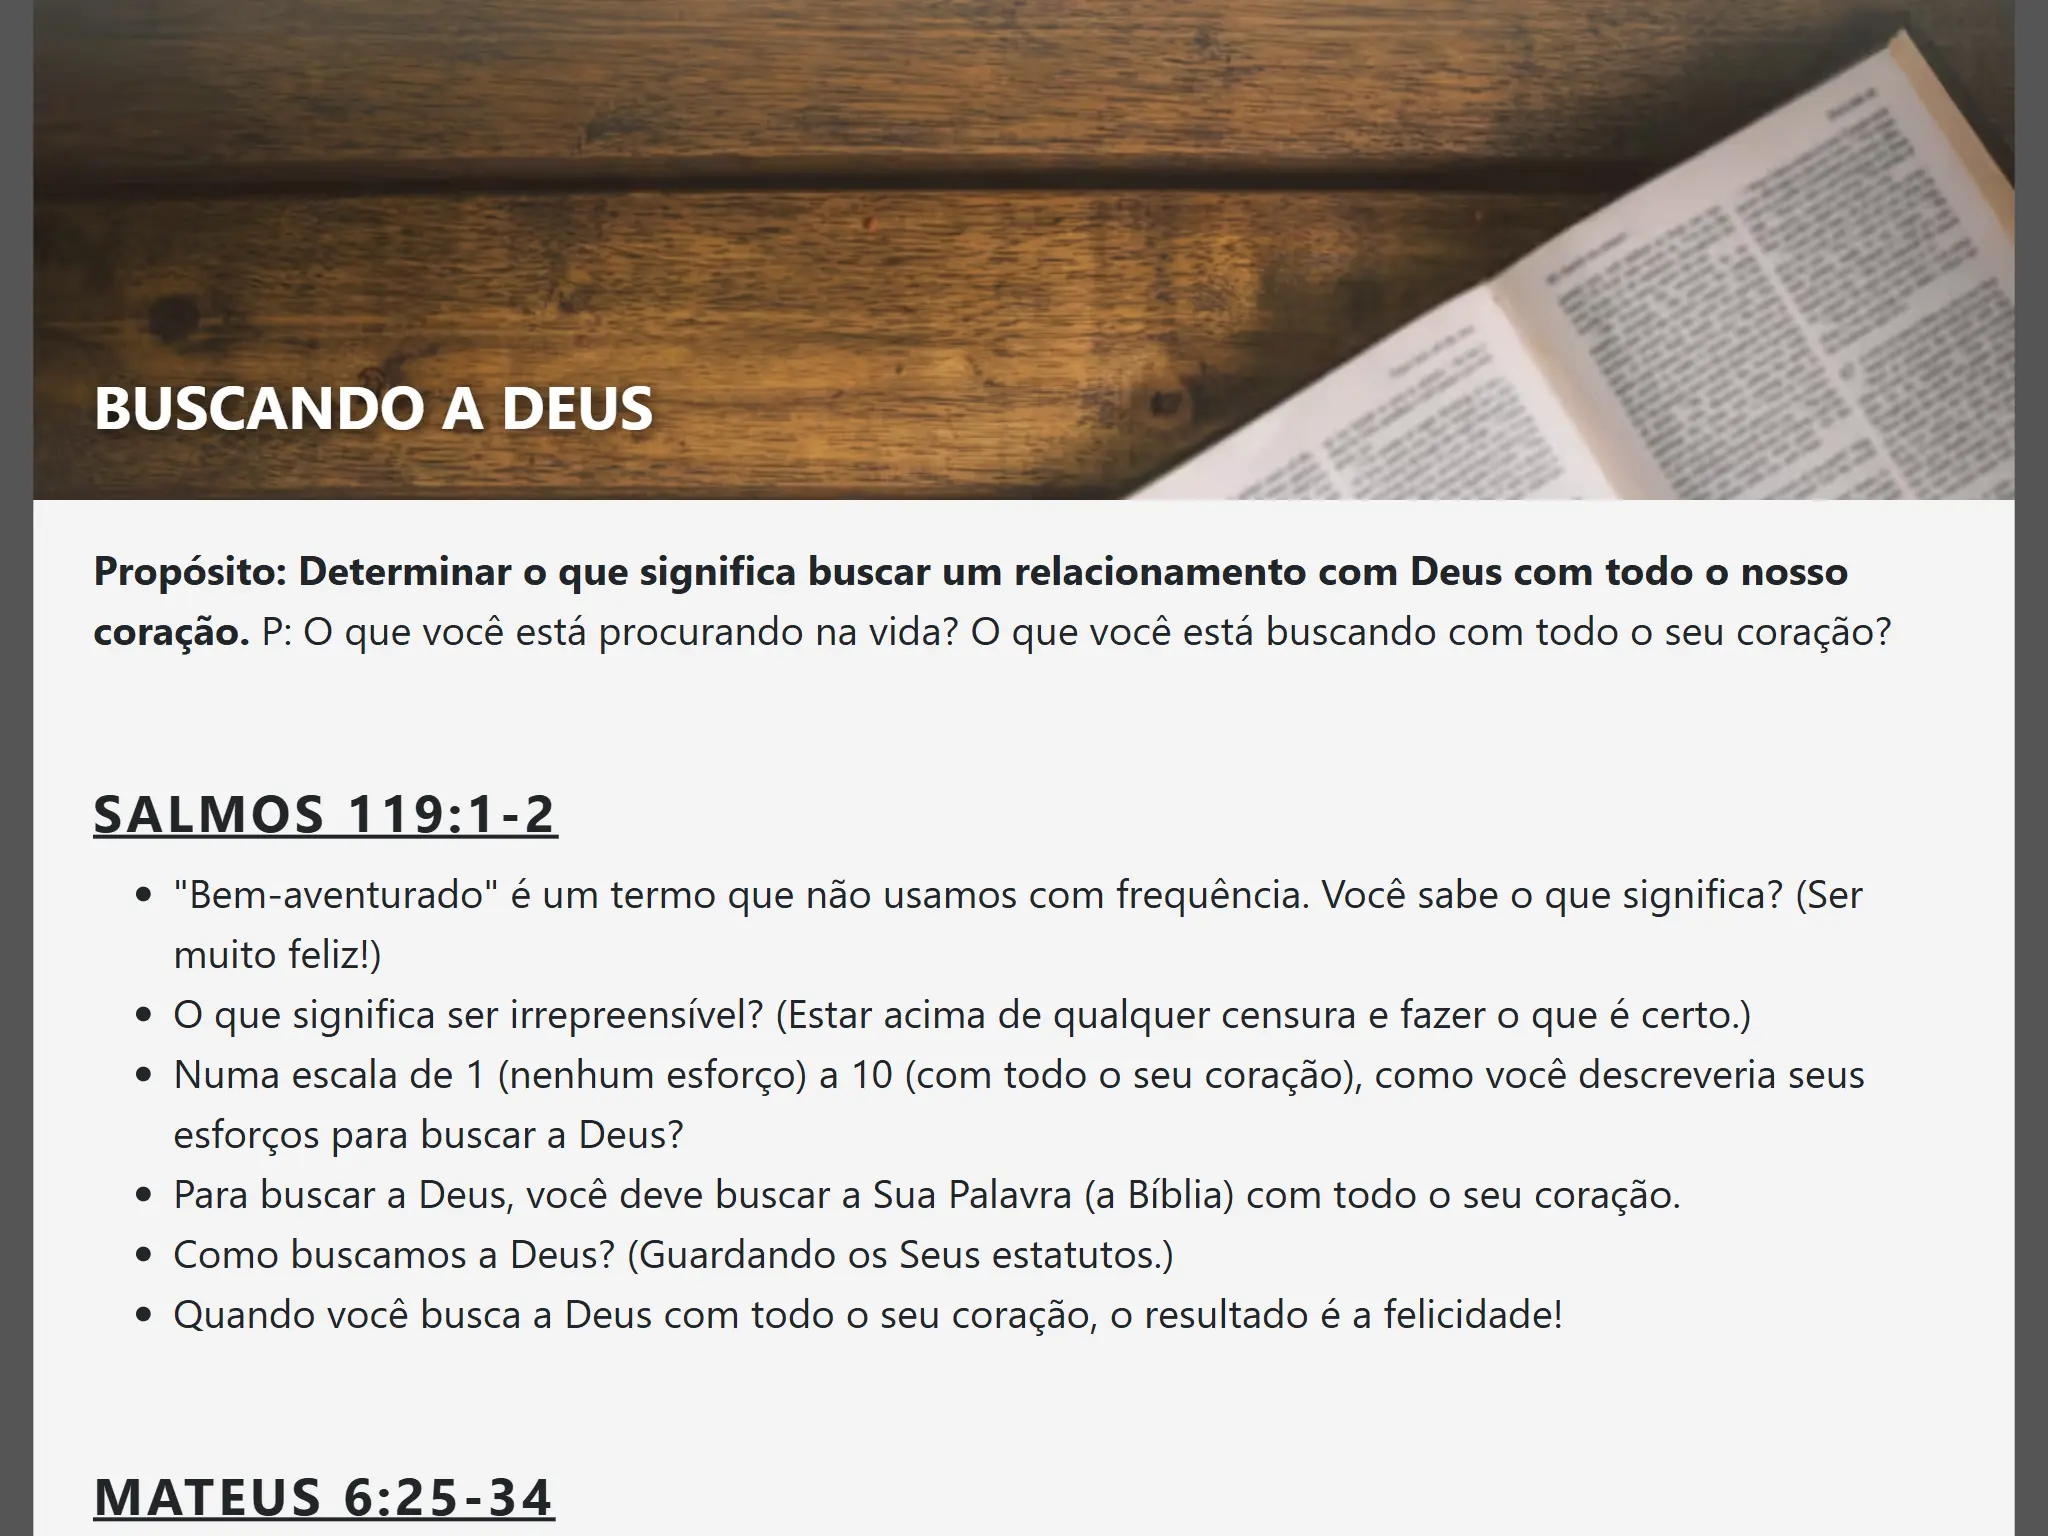 BUSCANDO A DEUS
Propósito: Determinar o que significa buscar um relacionamento com Deus com todo o nosso
coração. P: O que você está procurando na vida? O que você está buscando com todo o seu coração?
SALMOS 119:1-2
"Bem-aventurado" é um termo que não usamos com frequência. Você sabe o que significa? (Ser
muito feliz!)
O que significa ser irrepreensível? (Estar acima de qualquer censura e fazer o que é certo.)
Numa escala de 1 (nenhum esforço) a 10 (com todo o seu coração), como você descreveria seus
esforços para buscar a Deus?
Para buscar a Deus, você deve buscar a Sua Palavra (a Bíblia) com todo o seu coração.
Como buscamos a Deus? (Guardando os Seus estatutos.)
Quando você busca a Deus com todo o seu coração, o resultado é a felicidade!
MATEUS 6:25-34